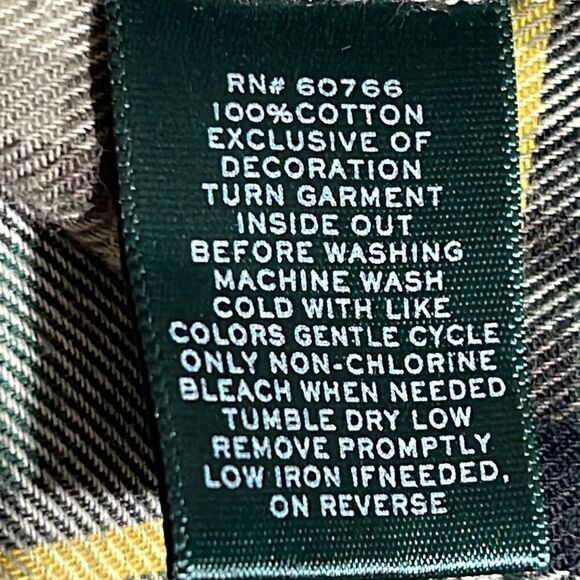 RN# 60766
100%COTTON
EXCLUSIVE OF
DECORATION
TURN GARMENT
INSIDE OUT
BEFORE WASHING
MACHINE WASH
COLD WITH LIKE
COLORS GENTLE CYCLE
ONLY NON-CHLORINE
BLEACH WHEN NEEDED
TUMBLE DRY LOW
REMOVE PROMPTLY
LOW IRON IFNEEDED,
ON REVERSE